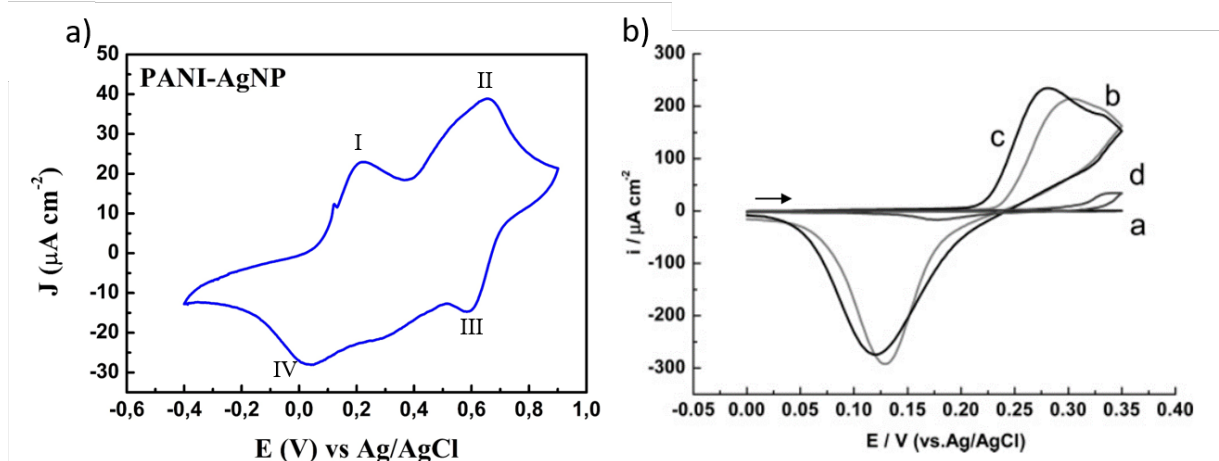 a)
PANI-AgNP
I
II
III
IV
50
40
30
20
10
0
-10
-20
-30
J (µA cm-2)
-0,6 -0,4 -0,2 0,0 0,2 0,4 0,6 0,8 1,0
E (V) vs Ag/AgCl
b)
300
200
100
0
-100
-200
-300
i / µA cm-2
c
b
d
a
-0.05 0.00 0.05 0.10 0.15 0.20 0.25 0.30 0.35 0.40
E / V (vs.Ag/AgCl)